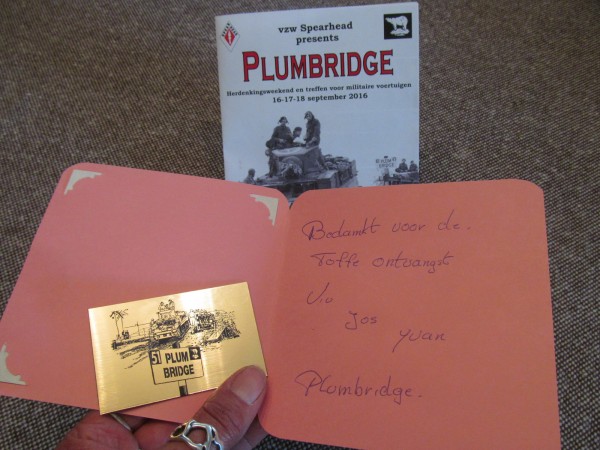 vzw Spearhead
presents
PLUMBRIDGE
Herdenkingsweekend en treffen voor militaire voertuigen
16-17-18 september 2016
Bedankt voor de.
Toffe ontvangst
Jos
Yvan
Plumbridge.
51 PLUM
BRIDGE